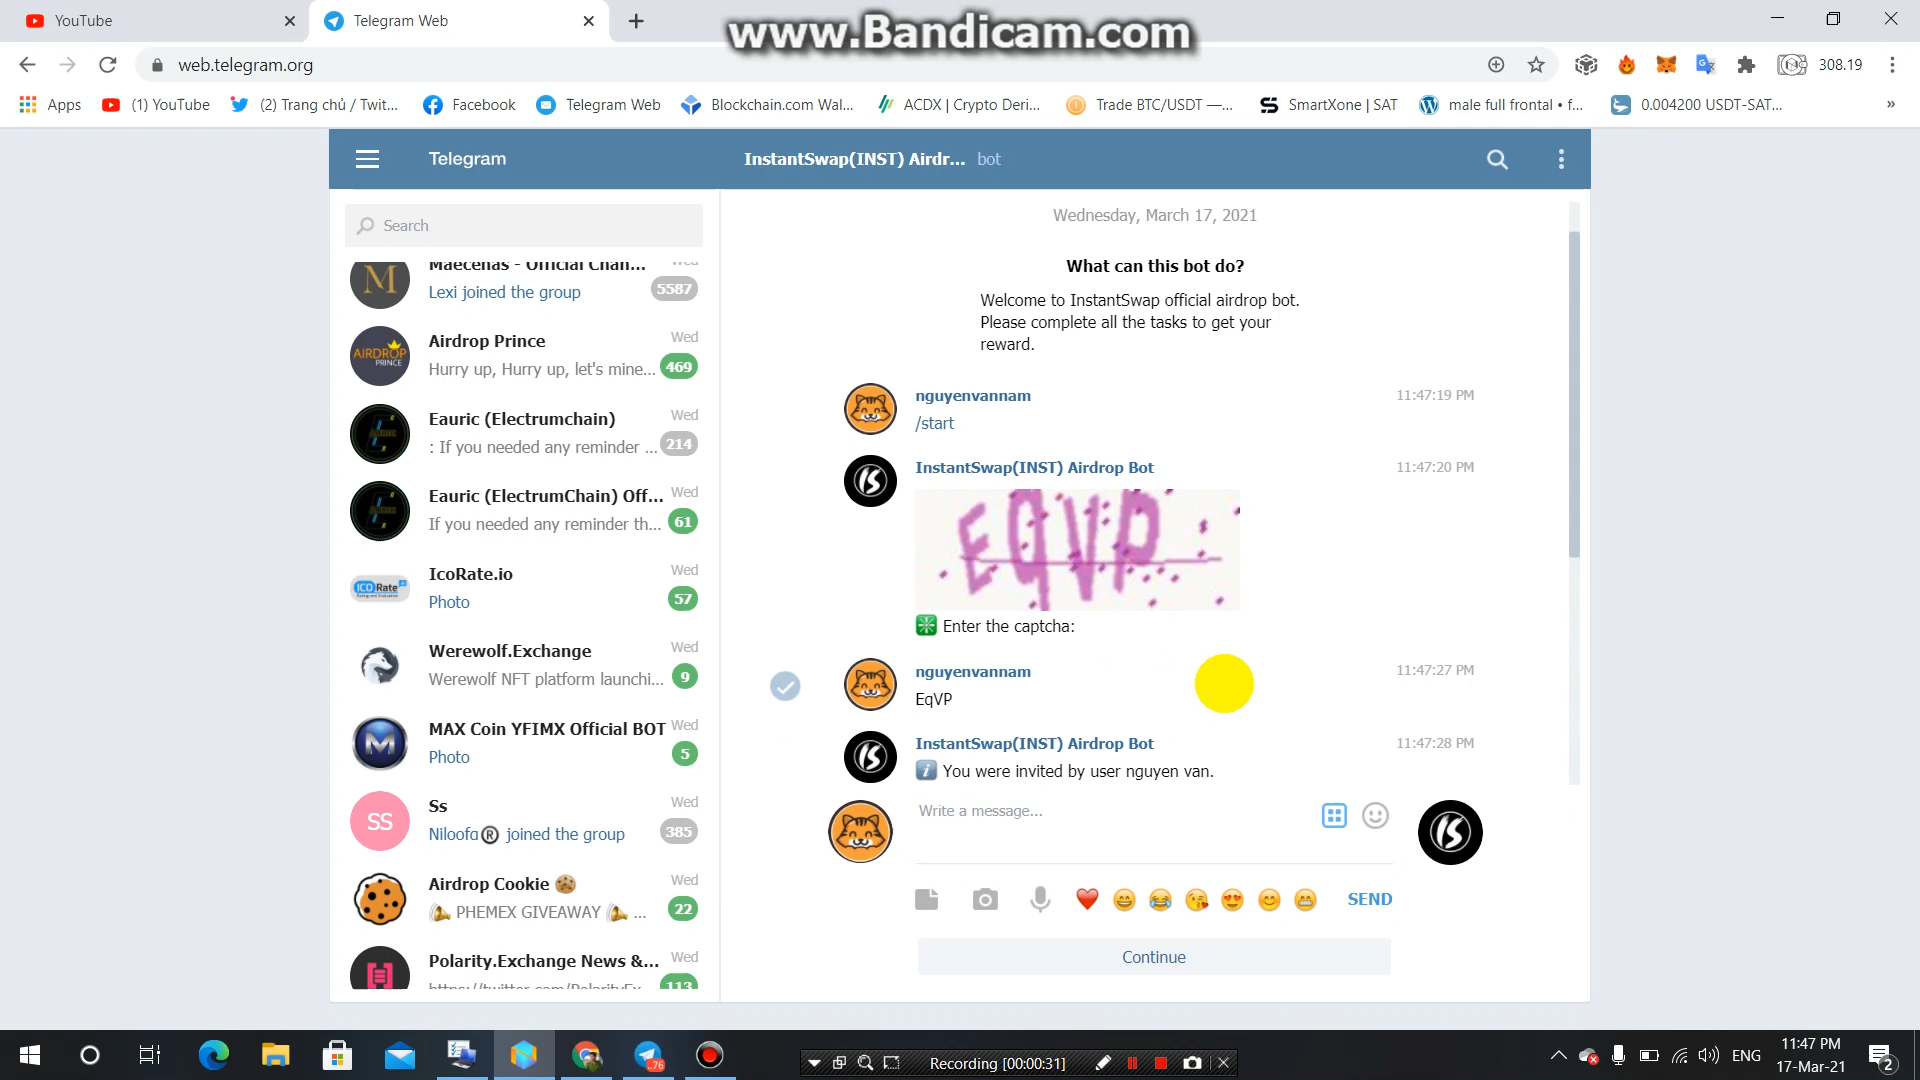 YouTube
Telegram Web
www.Bandicam.com
web.telegram.org
308.19
Apps
(1) YouTube
(2) Trang chủ / Twit...
Facebook
Telegram Web
Blockchain.com Wal...
ACDX | Crypto Deri...
Trade BTC/USDT —...
SmartXone | SAT
male full frontal • f...
0.004200 USDT-SAT...
»
Telegram
InstantSwap(INST) Airdr... bot
Search
Maecenas - Official Chan... Wed
Lexi joined the group 5587
Airdrop Prince Wed
Hurry up, Hurry up, let's mine... 469
Eauric (Electrumchain) Wed
: If you needed any reminder ... 214
Eauric (ElectrumChain) Off... Wed
If you needed any reminder th... 61
IcoRate.io Wed
Photo 57
Werewolf.Exchange Wed
Werewolf NFT platform launchi... 9
MAX Coin YFIMX Official BOT Wed
Photo 5
SS
Ss Wed
Niloofa® joined the group 385
Airdrop Cookie 🍪 Wed
PHEMEX GIVEAWAY ... 22
Polarity.Exchange News &... Wed
https://twitter.com/PolarityEx... 113
Wednesday, March 17, 2021
What can this bot do?
Welcome to InstantSwap official airdrop bot.
Please complete all the tasks to get your
reward.
nguyenvannam 11:47:19 PM
/start
InstantSwap(INST) Airdrop Bot 11:47:20 PM
EqVP
Enter the captcha:
nguyenvannam 11:47:27 PM
EqVP
InstantSwap(INST) Airdrop Bot 11:47:28 PM
You were invited by user nguyen van.
Write a message...
SEND
Continue
Recording [00:00:31]
ENG
11:47 PM
17-Mar-21
2